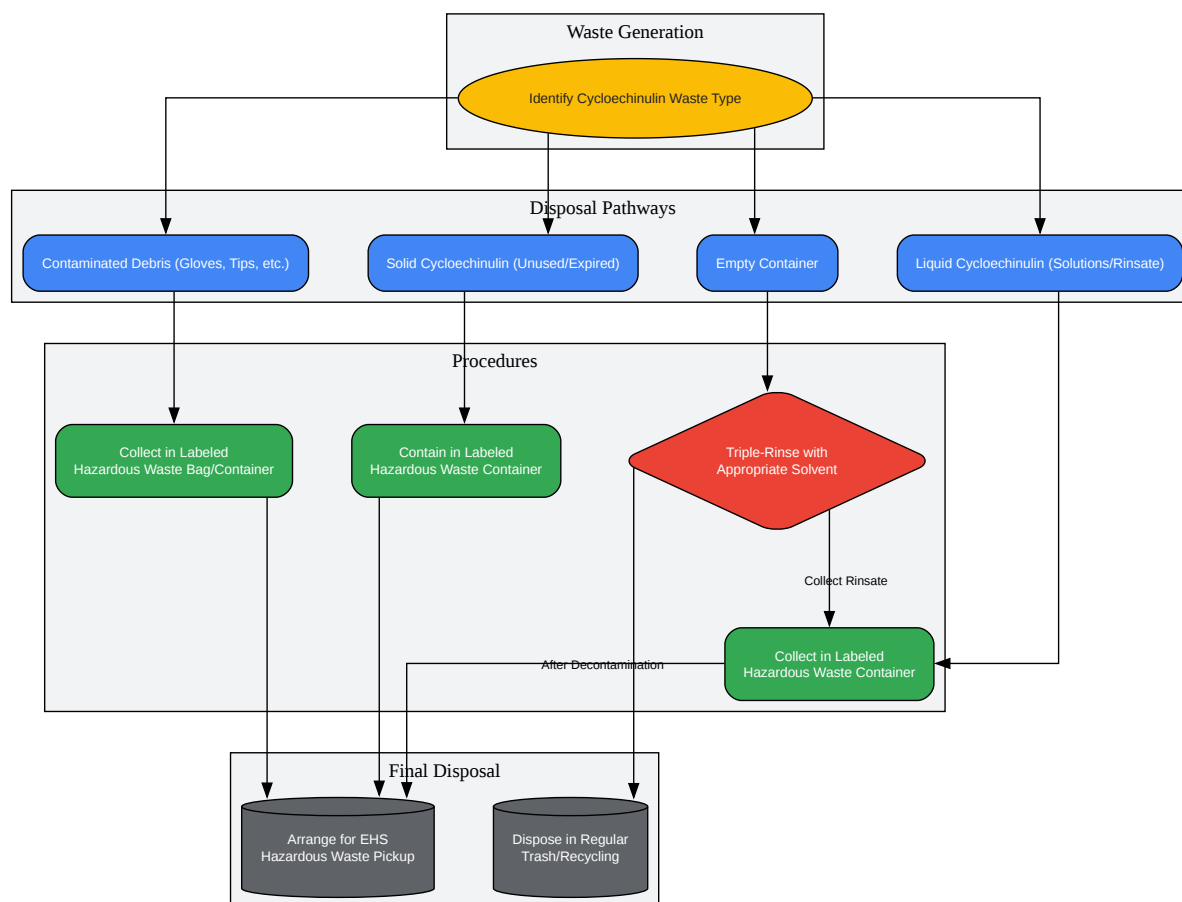 Waste Generation
Identify Cycloechinulin Waste Type
Disposal Pathways
Contaminated Debris (Gloves, Tips, etc.)
Solid Cycloechinulin (Unused/Expired)
Empty Container
Liquid Cycloechinulin (Solutions/Rinsate)
Procedures
Collect in Labeled
Hazardous Waste Bag/Container
Contain in Labeled
Hazardous Waste Container
Triple-Rinse with
Appropriate Solvent
Collect Rinsate
After Decontamination
Collect in Labeled
Hazardous Waste Container
Final Disposal
Arrange for EHS
Hazardous Waste Pickup
Dispose in Regular
Trash/Recycling